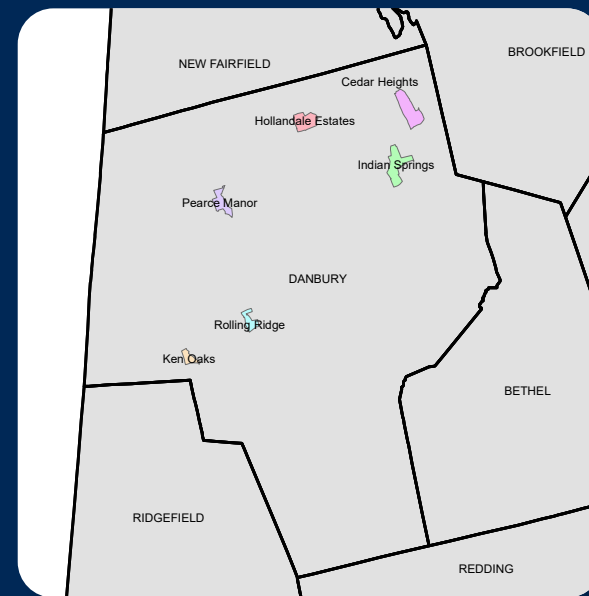 BROOKFIELD
NEW FAIRFIELD
Cedar Heights
Hollandale Estates
Indian Springs
Pearce Manor
DANBURY
Rolling Ridge
Ken Oaks
BETHEL
RIDGEFIELD
REDDING